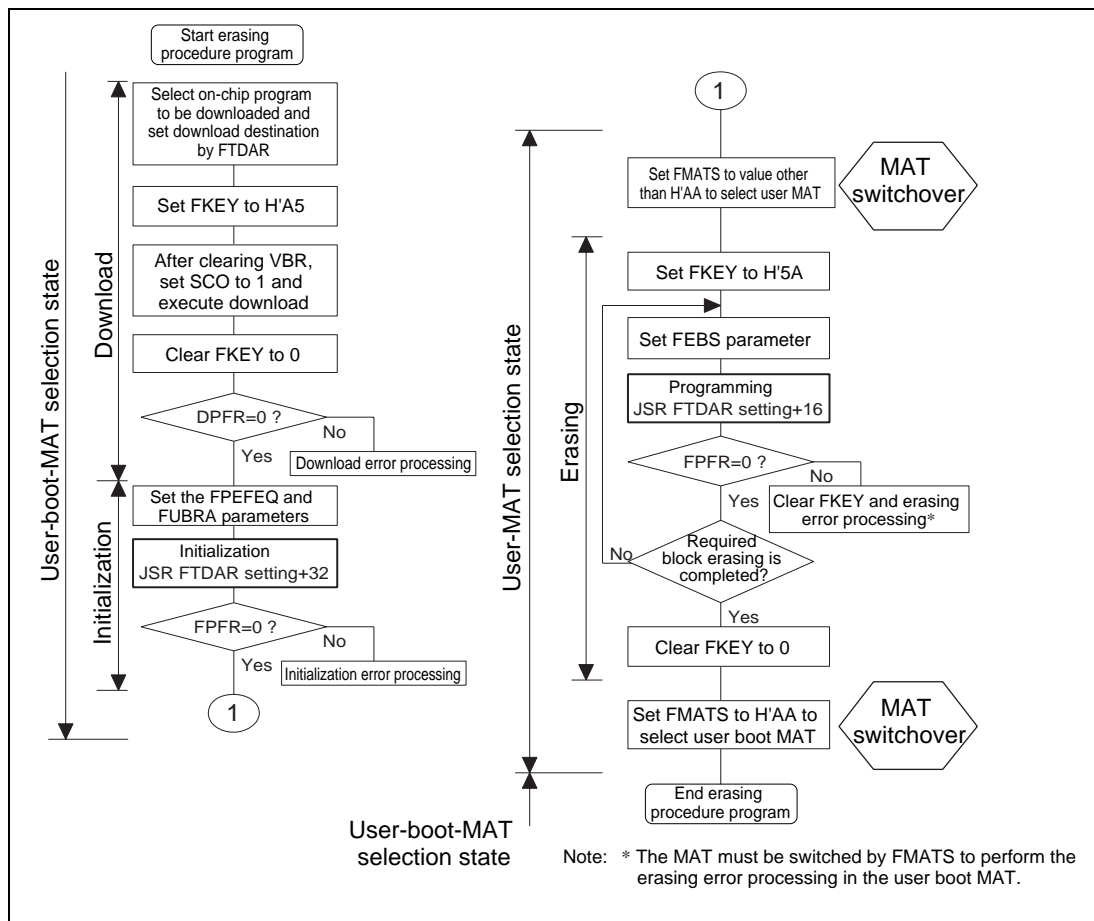 Start erasing
procedure program
Select on-chip program
to be downloaded and
set download destination
by FTDAR
Set FKEY to H'A5
After clearing VBR,
set SCO to 1 and
execute download
Clear FKEY to 0
DPFR=0 ?
No
Yes
Download error processing
Set the FPEFEQ and
FUBRA parameters
Initialization
JSR FTDAR setting+32
FPFR=0 ?
No
Yes
Initialization error processing
1
Download
Initialization
User-boot-MAT selection state
1
Set FMATS to value other
than H'AA to select user MAT
MAT
switchover
Set FKEY to H'5A
Set FEBS parameter
Programming
JSR FTDAR setting+16
FPFR=0 ?
No
Yes
Clear FKEY and erasing
error processing*
Required
block erasing is
completed?
No
Yes
Clear FKEY to 0
Set FMATS to H'AA to
select user boot MAT
MAT
switchover
End erasing
procedure program
Erasing
User-MAT selection state
User-boot-MAT
selection state
Note: * The MAT must be switched by FMATS to perform the
erasing error processing in the user boot MAT.